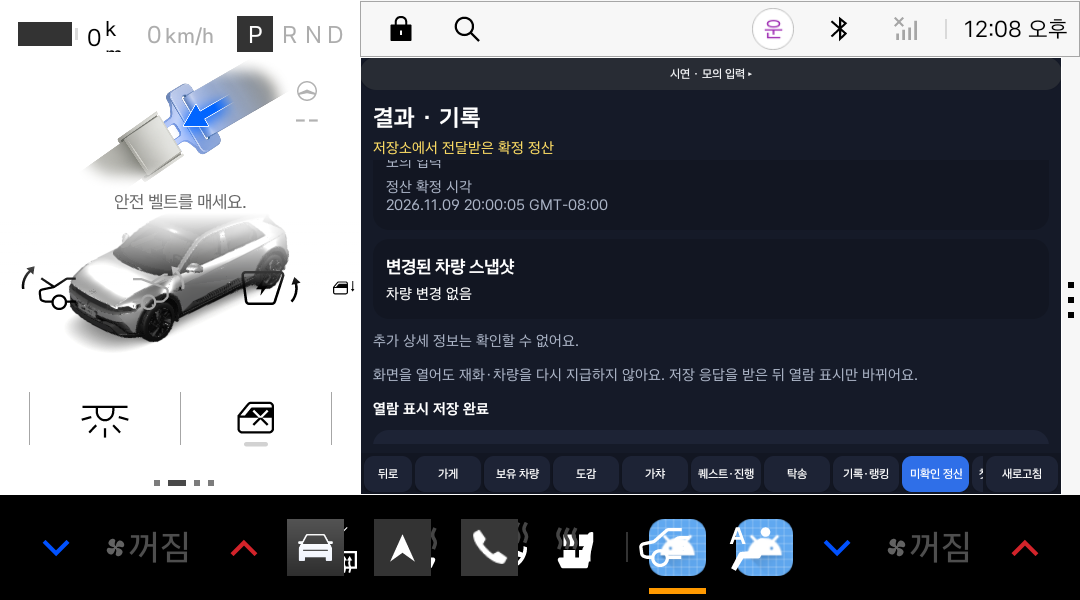 0 k
0 km/h
P R N D
운
12:08 오후
안전 벨트를 매세요.
시연 · 모의 입력 ▸
결과 · 기록
저장소에서 전달받은 확정 정산
모의 입력
정산 확정 시각
2026.11.09 20:00:05 GMT-08:00
변경된 차량 스냅샷
차량 변경 없음
추가 상세 정보는 확인할 수 없어요.
화면을 열어도 재화·차량을 다시 지급하지 않아요. 저장 응답을 받은 뒤 열람 표시만 바뀌어요.
열람 표시 저장 완료
뒤로 가게 보유 차량 도감 가챠 퀘스트·진행 탁송 기록·랭킹 미확인 정산 새로고침
꺼짐 A 꺼짐